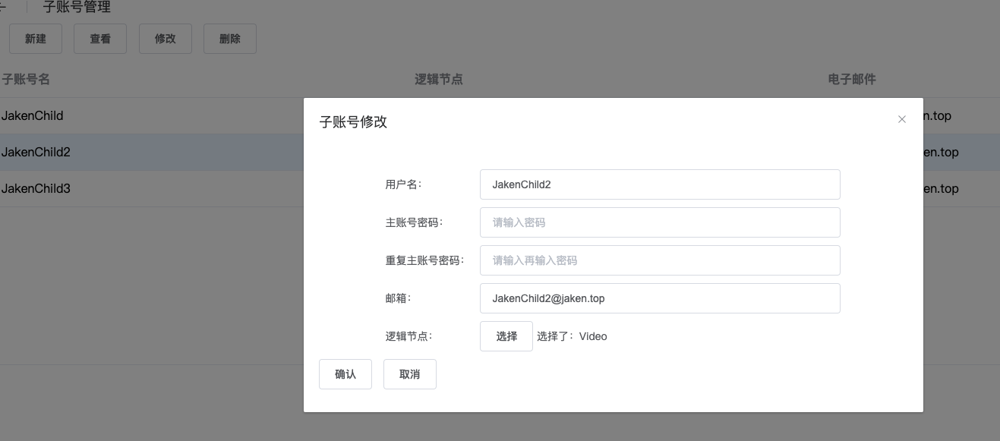 子账号管理
新建 查看 修改 删除
子账号名 逻辑节点 电子邮件
JakenChild n.top
JakenChild2 en.top
JakenChild3 en.top
子账号修改
用户名： JakenChild2
主账号密码： 请输入密码
重复主账号密码： 请输入再输入密码
邮箱： JakenChild2@jaken.top
逻辑节点： 选择 选择了：Video
确认 取消